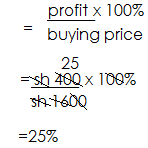 profit x 100%
=
buying price
25
= sh 400 x 100%
sh 1600
=25%